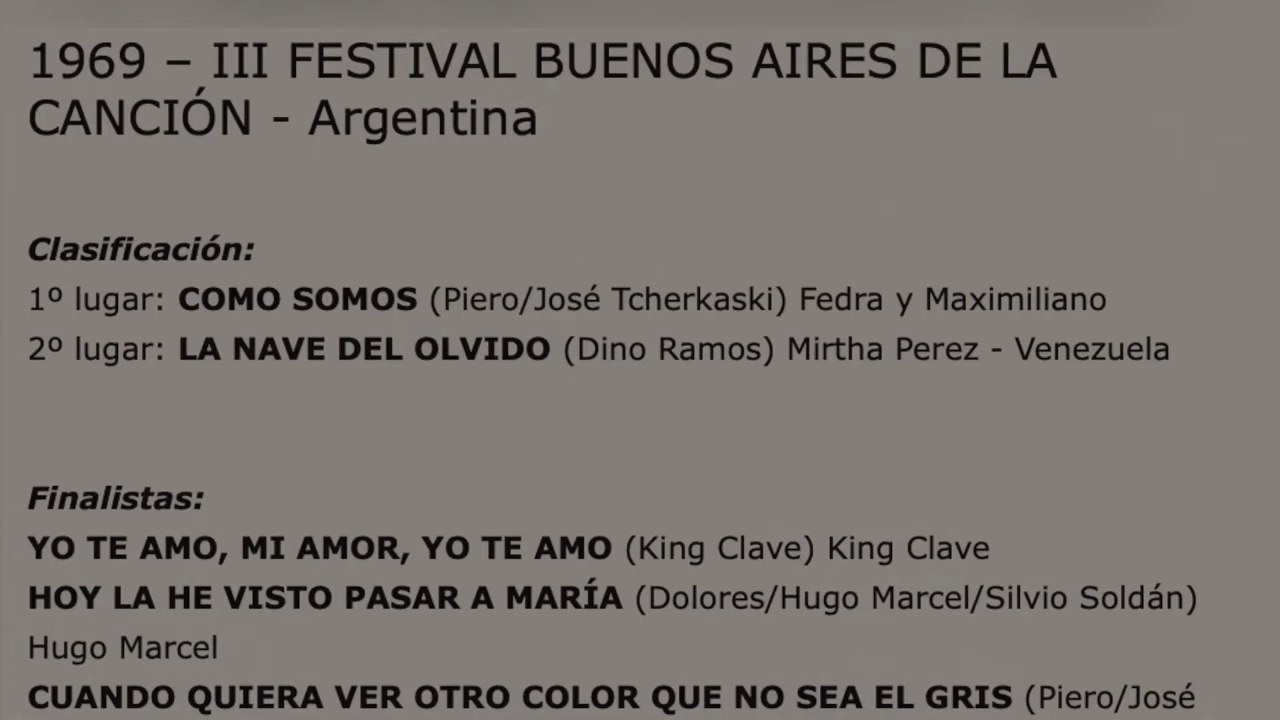 1969 – III FESTIVAL BUENOS AIRES DE LA
CANCIÓN - Argentina
Clasificación:
1º lugar: COMO SOMOS (Piero/José Tcherkaski) Fedra y Maximiliano
2º lugar: LA NAVE DEL OLVIDO (Dino Ramos) Mirtha Perez - Venezuela
Finalistas:
YO TE AMO, MI AMOR, YO TE AMO (King Clave) King Clave
HOY LA HE VISTO PASAR A MARÍA (Dolores/Hugo Marcel/Silvio Soldán)
Hugo Marcel
CUANDO QUIERA VER OTRO COLOR QUE NO SEA EL GRIS (Piero/José